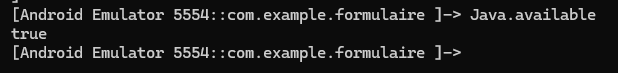 [Android Emulator 5554::com.example.formulaire ]-> Java.available
true
[Android Emulator 5554::com.example.formulaire ]->